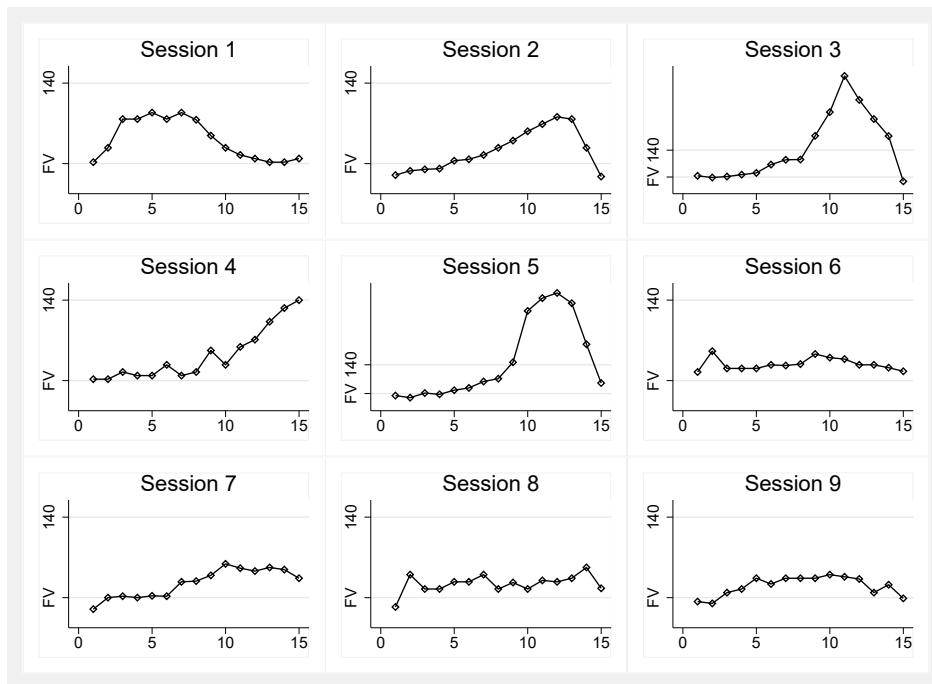 Session 1
140
FV
0 5 10 15
Session 2
140
FV
0 5 10 15
Session 3
140
FV
0 5 10 15
Session 4
140
FV
0 5 10 15
Session 5
140
FV
0 5 10 15
Session 6
140
FV
0 5 10 15
Session 7
140
FV
0 5 10 15
Session 8
140
FV
0 5 10 15
Session 9
140
FV
0 5 10 15